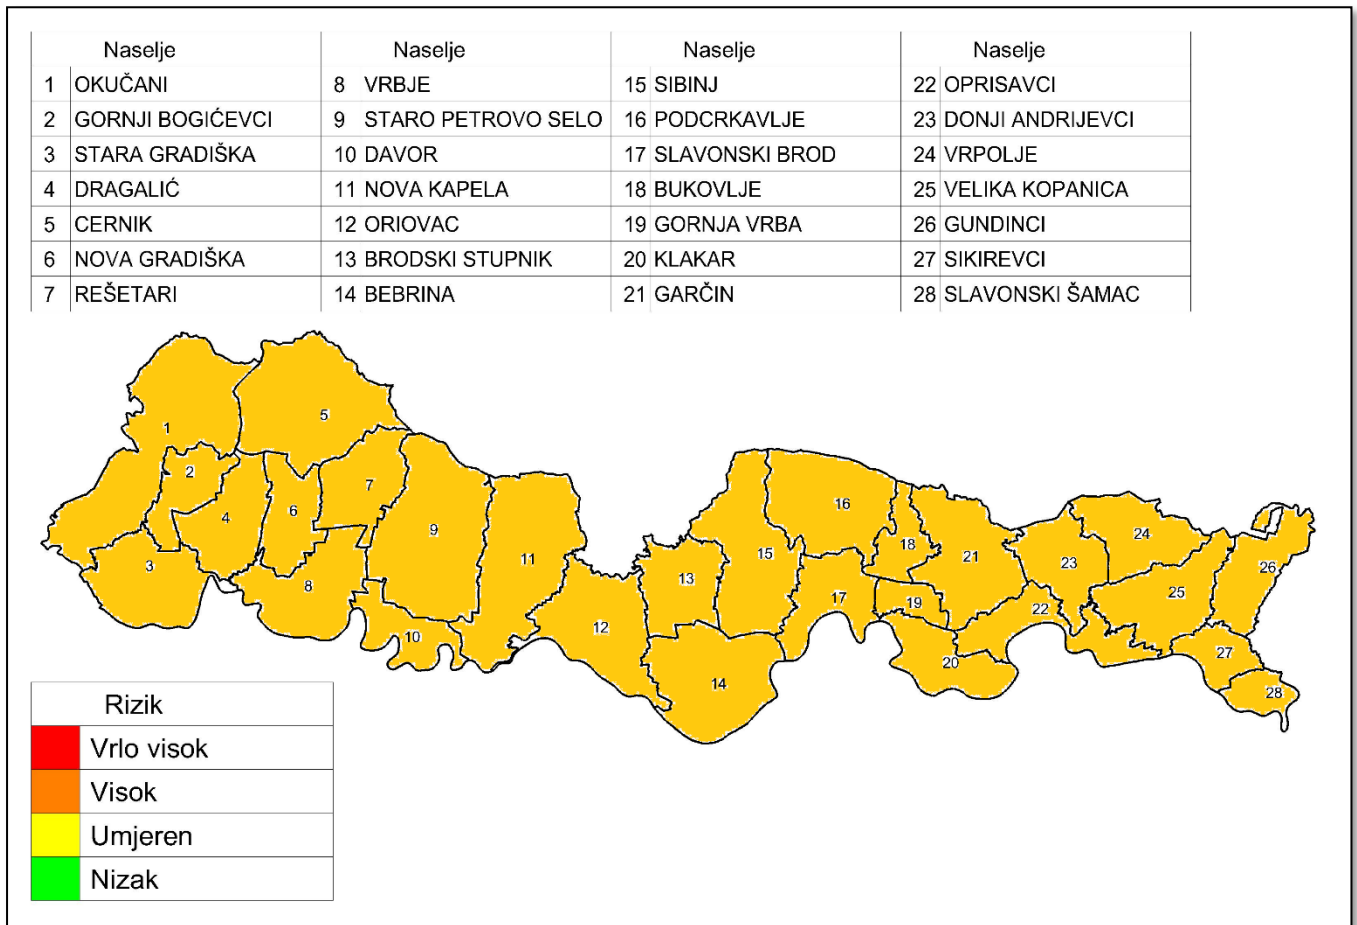 Naselje Naselje Naselje Naselje
1 OKUČANI 8 VRBJE 15 SIBINJ 22 OPRISAVCI
2 GORNJI BOGIĆEVCI 9 STARO PETROVO SELO 16 PODCRKAVLJE 23 DONJI ANDRIJEVCI
3 STARA GRADIŠKA 10 DAVOR 17 SLAVONSKI BROD 24 VRPOLJE
4 DRAGALIĆ 11 NOVA KAPELA 18 BUKOVLJE 25 VELIKA KOPANICA
5 CERNIK 12 ORIOVAC 19 GORNJA VRBA 26 GUNDINCI
6 NOVA GRADIŠKA 13 BRODSKI STUPNIK 20 KLAKAR 27 SIKIREVCI
7 REŠETARI 14 BEBRINA 21 GARČIN 28 SLAVONSKI ŠAMAC
1
2
3
4
5
6
7
8
9
10
11
12
13
14
15
16
17
18
19
20
21
22
23
24
25
26
27
28
Rizik
Vrlo visok
Visok
Umjeren
Nizak